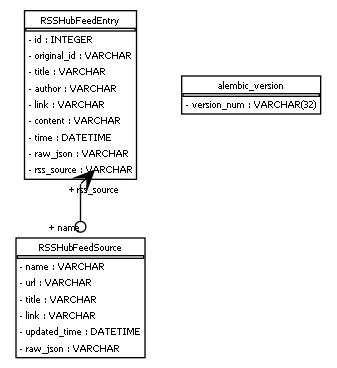 RSSHubFeedEntry
- id : INTEGER
- original_id : VARCHAR
- title : VARCHAR
- author : VARCHAR
- link : VARCHAR
- content : VARCHAR
- time : DATETIME
- raw_json : VARCHAR
- rss_source : VARCHAR
alembic_version
- version_num : VARCHAR(32)
+ rss_source
+ name
RSSHubFeedSource
- name : VARCHAR
- url : VARCHAR
- title : VARCHAR
- link : VARCHAR
- updated_time : DATETIME
- raw_json : VARCHAR